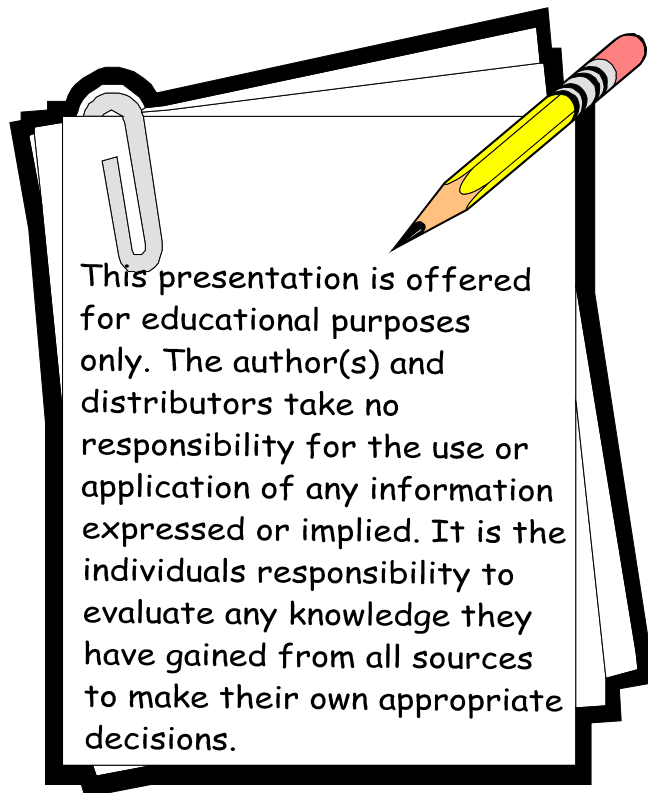 This presentation is offered
for educational purposes
only. The author(s) and
distributors take no
responsibility for the use or
application of any information
expressed or implied. It is the
individuals responsibility to
evaluate any knowledge they
have gained from all sources
to make their own appropriate
decisions.